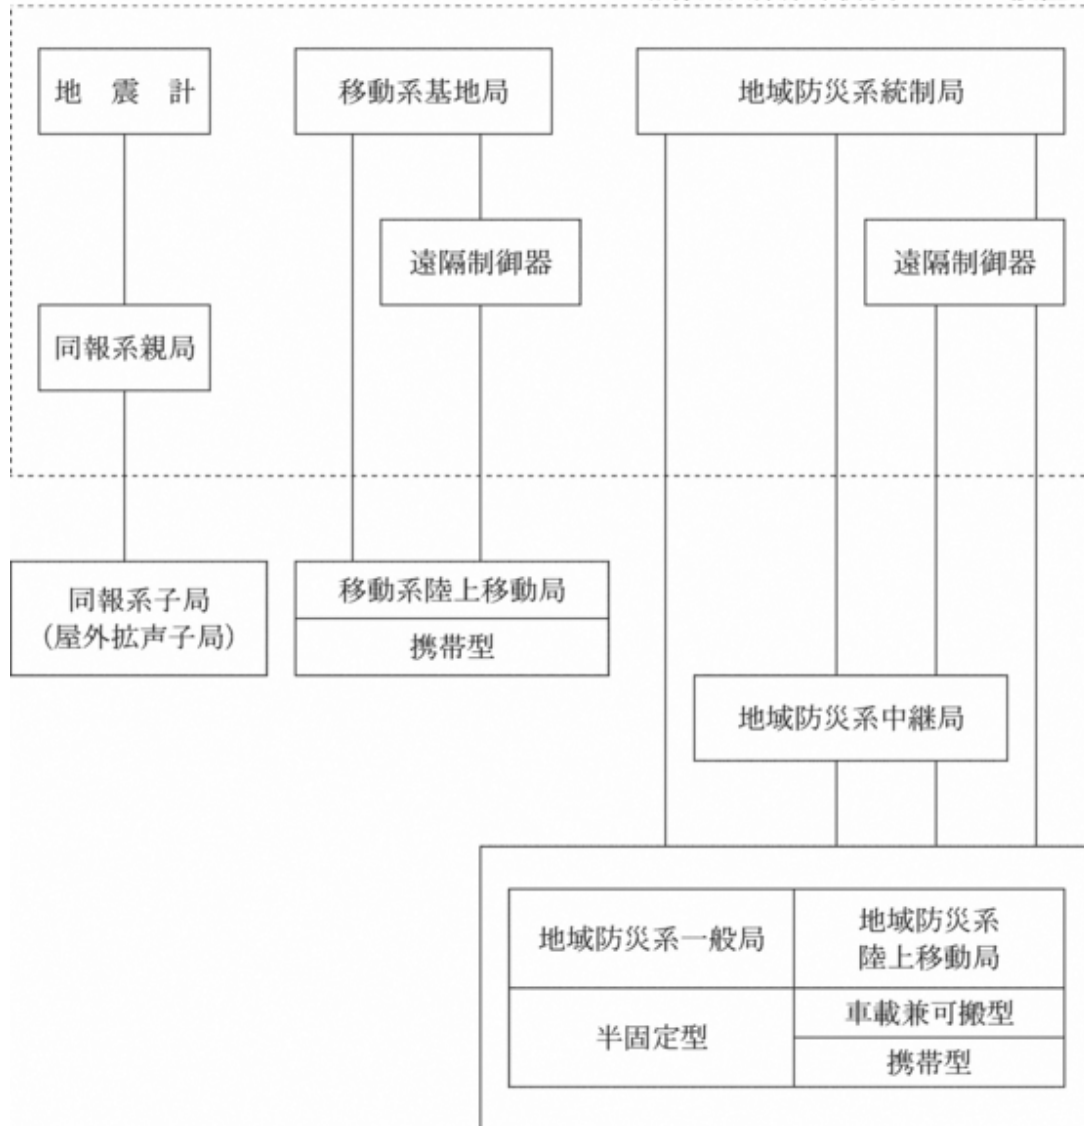 地 震 計
移動系基地局
地域防災系統制局
遠隔制御器
遠隔制御器
同報系親局
同報系子局
(屋外拡声子局)
移動系陸上移動局
携帯型
地域防災系中継局
地域防災系一般局
地域防災系
陸上移動局
半固定型
車載兼可搬型
携帯型